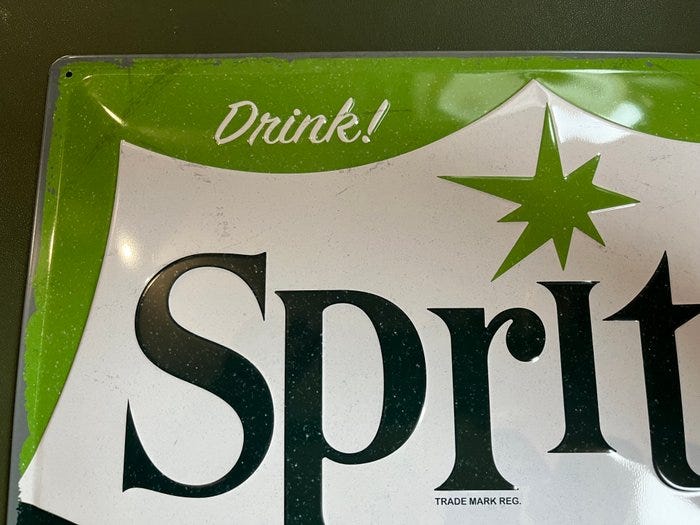 Drink!
Sprit
TRADE MARK REG.